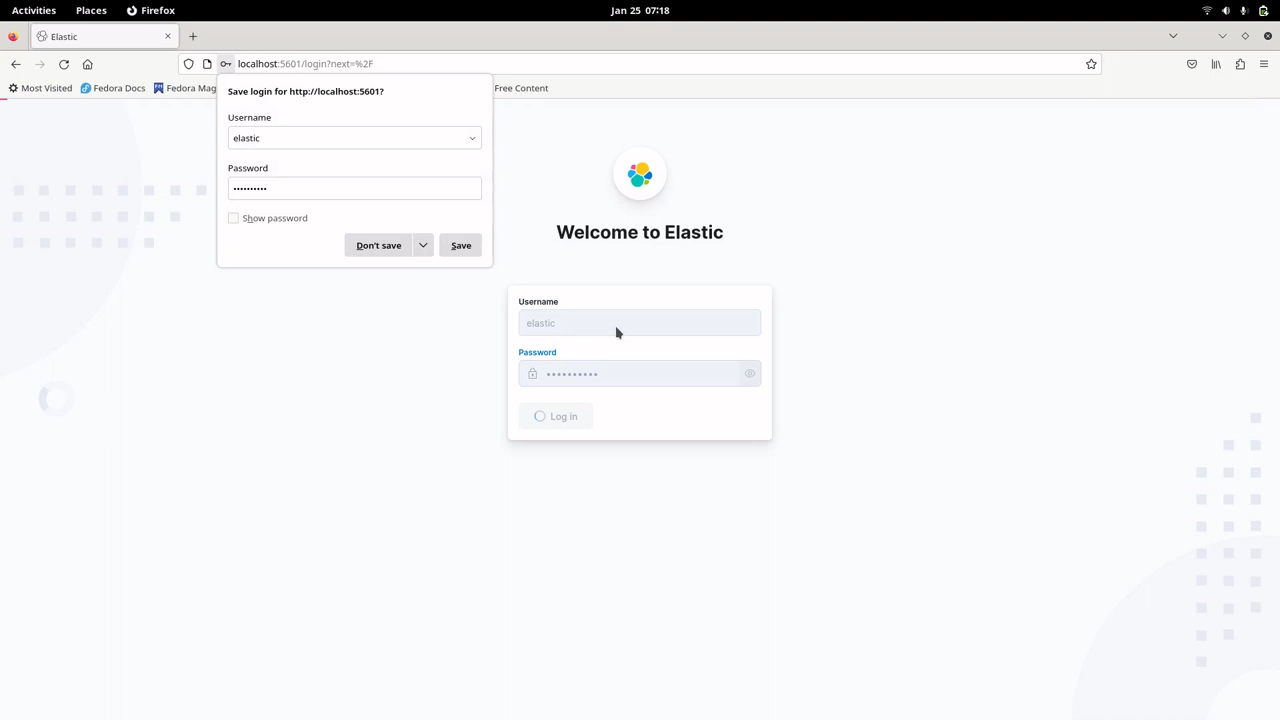 Activities Places Firefox Jan 25 07:18
Elastic
localhost:5601/login?next=%2F
Most Visited Fedora Docs Fedora Mag Free Content
Save login for http://localhost:5601?
Username
elastic
Password
••••••••••
Show password
Don't save Save
Welcome to Elastic
Username
elastic
Password
••••••••••
Log in